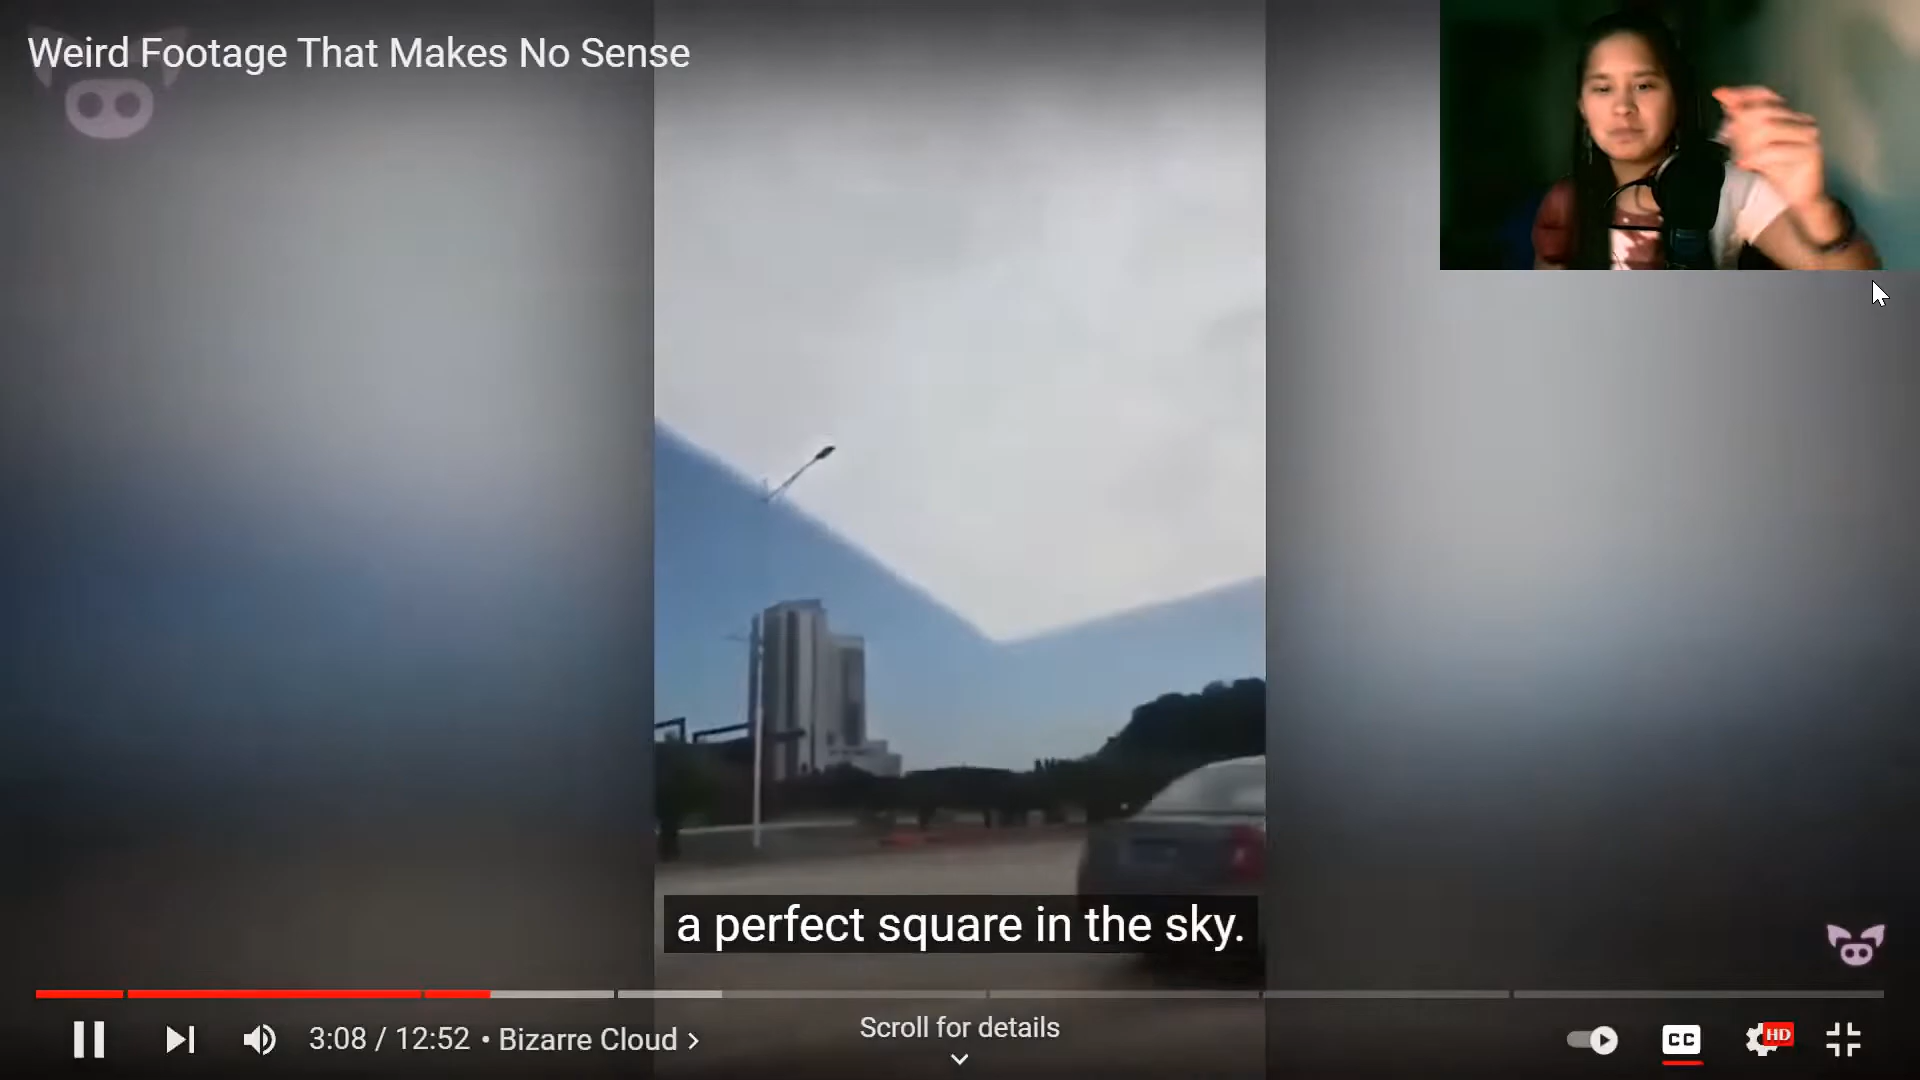 Weird Footage That Makes No Sense
a perfect square in the sky.
3:08 / 12:52 • Bizarre Cloud >
Scroll for details
CC
HD